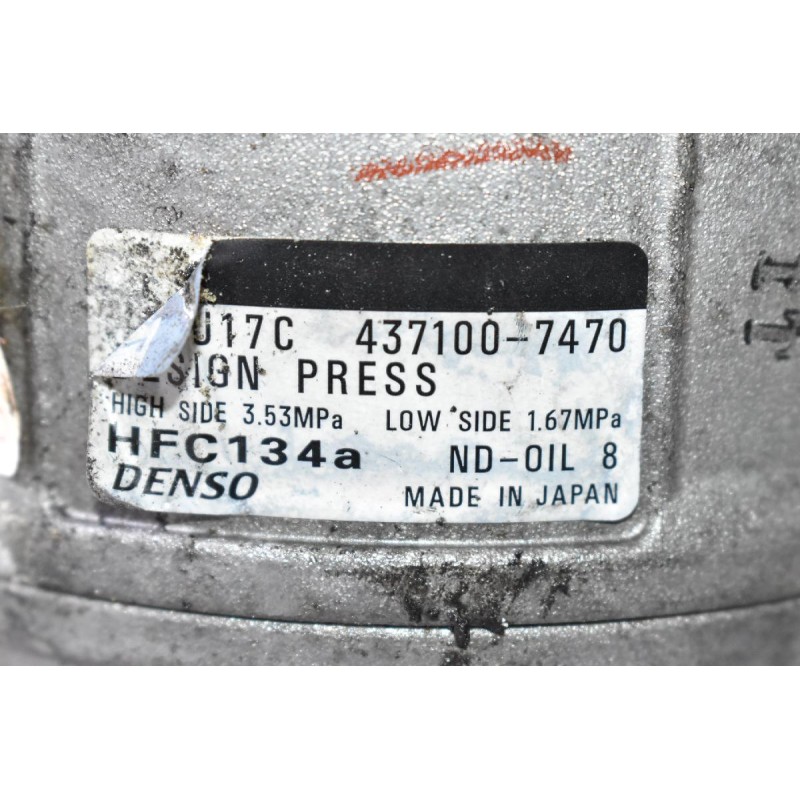 U17C 437100-7470
ESIGN PRESS
HIGH SIDE 3.53MPa LOW SIDE 1.67MPa
HFC134a ND-OIL 8
DENSO MADE IN JAPAN